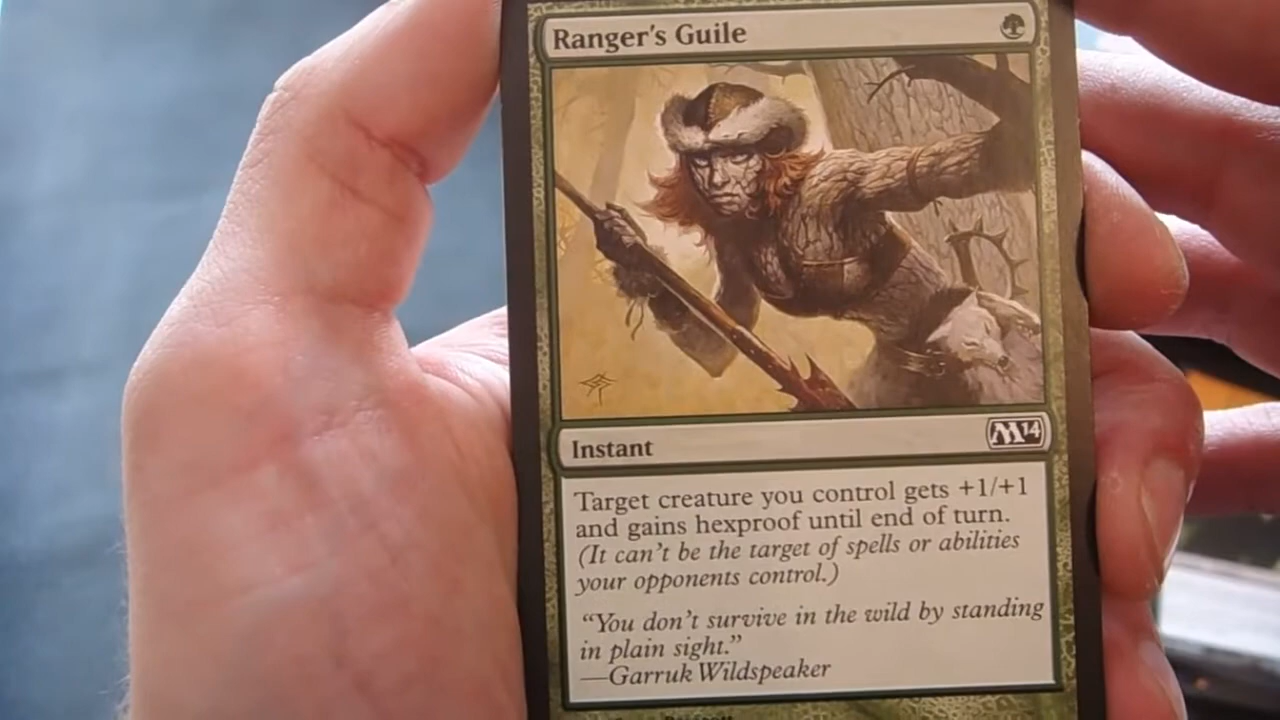 Ranger's Guile
Instant
M14
Target creature you control gets +1/+1
and gains hexproof until end of turn.
(It can't be the target of spells or abilities
your opponents control.)
“You don't survive in the wild by standing
in plain sight.”
—Garruk Wildspeaker